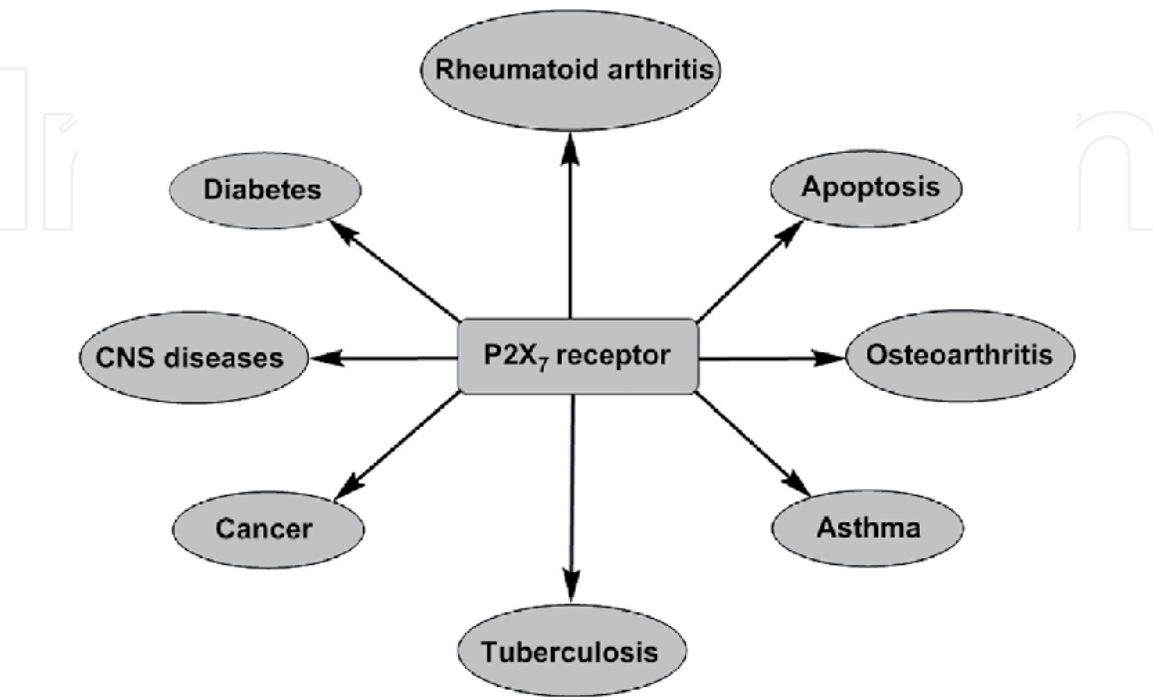 Rheumatoid arthritis
Diabetes
Apoptosis
CNS diseases
P2X₇ receptor
Osteoarthritis
Cancer
Asthma
Tuberculosis